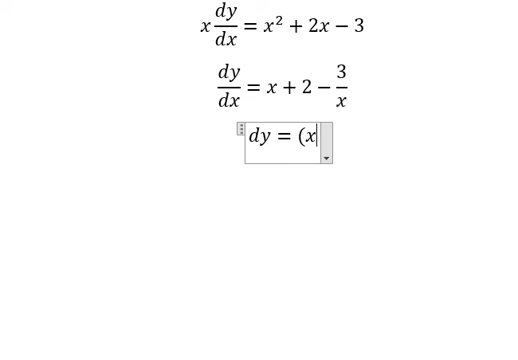 x dy/dx = x² + 2x − 3
dy/dx = x + 2 − 3/x
dy = (x